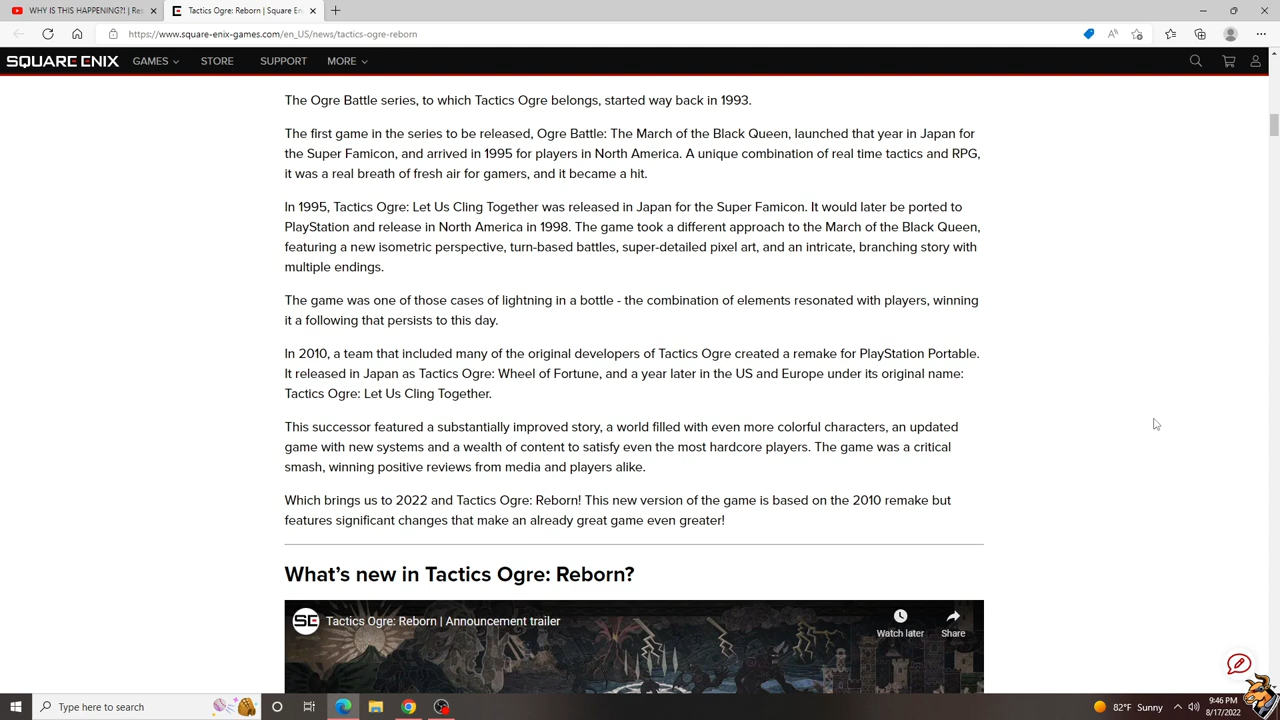 WHY IS THIS HAPPENING?! | Res
Tactics Ogre: Reborn | Square En
https://www.square-enix-games.com/en_US/news/tactics-ogre-reborn
SQUARE ENIX GAMES STORE SUPPORT MORE
The Ogre Battle series, to which Tactics Ogre belongs, started way back in 1993.
The first game in the series to be released, Ogre Battle: The March of the Black Queen, launched that year in Japan for
the Super Famicon, and arrived in 1995 for players in North America. A unique combination of real time tactics and RPG,
it was a real breath of fresh air for gamers, and it became a hit.
In 1995, Tactics Ogre: Let Us Cling Together was released in Japan for the Super Famicon. It would later be ported to
PlayStation and release in North America in 1998. The game took a different approach to the March of the Black Queen,
featuring a new isometric perspective, turn-based battles, super-detailed pixel art, and an intricate, branching story with
multiple endings.
The game was one of those cases of lightning in a bottle - the combination of elements resonated with players, winning
it a following that persists to this day.
In 2010, a team that included many of the original developers of Tactics Ogre created a remake for PlayStation Portable.
It released in Japan as Tactics Ogre: Wheel of Fortune, and a year later in the US and Europe under its original name:
Tactics Ogre: Let Us Cling Together.
This successor featured a substantially improved story, a world filled with even more colorful characters, an updated
game with new systems and a wealth of content to satisfy even the most hardcore players. The game was a critical
smash, winning positive reviews from media and players alike.
Which brings us to 2022 and Tactics Ogre: Reborn! This new version of the game is based on the 2010 remake but
features significant changes that make an already great game even greater!
What's new in Tactics Ogre: Reborn?
SE Tactics Ogre: Reborn | Announcement trailer
Watch later Share
Type here to search
82°F Sunny
9:46 PM
8/17/2022